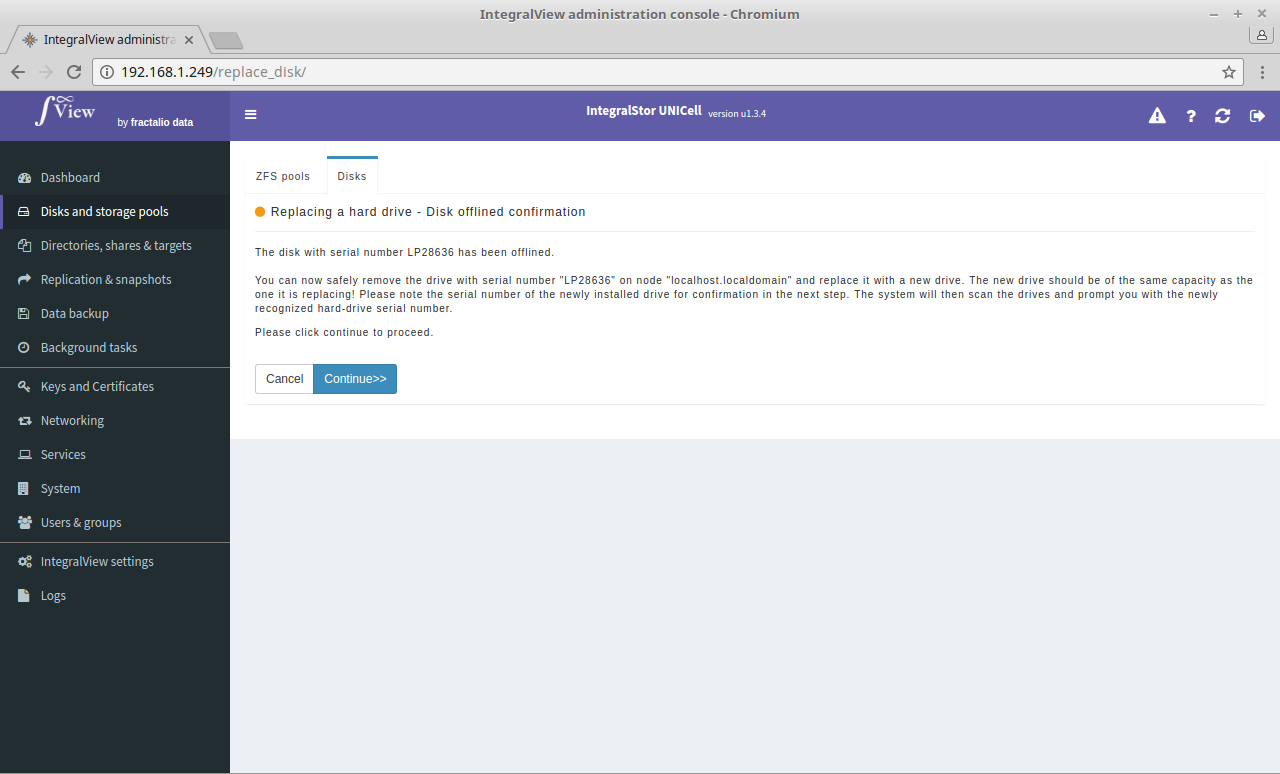 IntegralView administration console - Chromium
IntegralView administra
192.168.1.249/replace_disk/
View
by fractalio data
IntegralStor UNICell version u1.3.4
Dashboard
Disks and storage pools
Directories, shares & targets
Replication & snapshots
Data backup
Background tasks
Keys and Certificates
Networking
Services
System
Users & groups
IntegralView settings
Logs
ZFS pools
Disks
Replacing a hard drive - Disk offlined confirmation
The disk with serial number LP28636 has been offlined.
You can now safely remove the drive with serial number "LP28636" on node "localhost.localdomain" and replace it with a new drive. The new drive should be of the same capacity as the
one it is replacing! Please note the serial number of the newly installed drive for confirmation in the next step. The system will then scan the drives and prompt you with the newly
recognized hard-drive serial number.
Please click continue to proceed.
Cancel
Continue>>